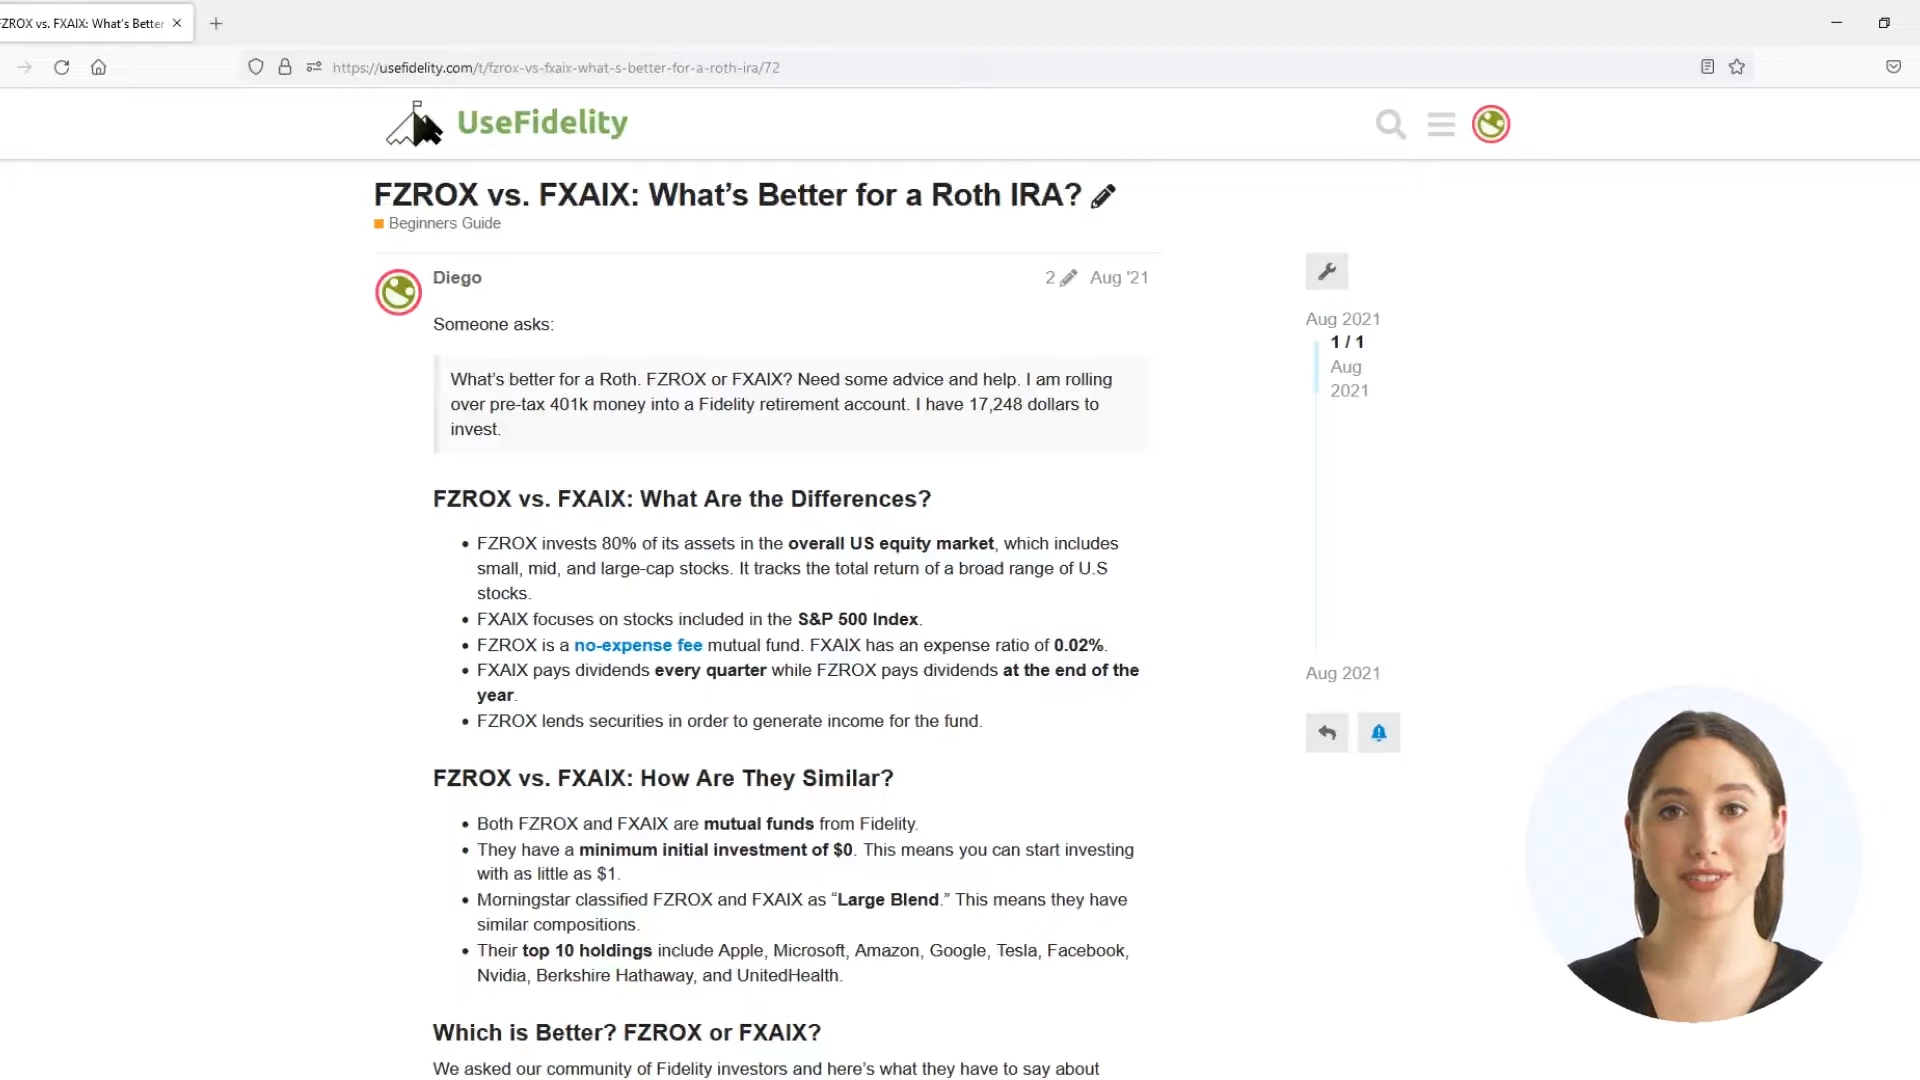 FZROX vs. FXAIX: What's Better
https://usefidelity.com/t/fzrox-vs-fxaix-what-s-better-for-a-roth-ira/72
UseFidelity
FZROX vs. FXAIX: What’s Better for a Roth IRA?
Beginners Guide
Diego
2 Aug '21
Someone asks:
What’s better for a Roth. FZROX or FXAIX? Need some advice and help. I am rolling
over pre-tax 401k money into a Fidelity retirement account. I have 17,248 dollars to
invest.
FZROX vs. FXAIX: What Are the Differences?
• FZROX invests 80% of its assets in the overall US equity market, which includes
small, mid, and large-cap stocks. It tracks the total return of a broad range of U.S
stocks.
• FXAIX focuses on stocks included in the S&P 500 Index.
• FZROX is a no-expense fee mutual fund. FXAIX has an expense ratio of 0.02%.
• FXAIX pays dividends every quarter while FZROX pays dividends at the end of the
year.
• FZROX lends securities in order to generate income for the fund.
FZROX vs. FXAIX: How Are They Similar?
• Both FZROX and FXAIX are mutual funds from Fidelity.
• They have a minimum initial investment of $0. This means you can start investing
with as little as $1.
• Morningstar classified FZROX and FXAIX as “Large Blend.” This means they have
similar compositions.
• Their top 10 holdings include Apple, Microsoft, Amazon, Google, Tesla, Facebook,
Nvidia, Berkshire Hathaway, and UnitedHealth.
Which is Better? FZROX or FXAIX?
We asked our community of Fidelity investors and here’s what they have to say about
Aug 2021
1 / 1
Aug
2021
Aug 2021